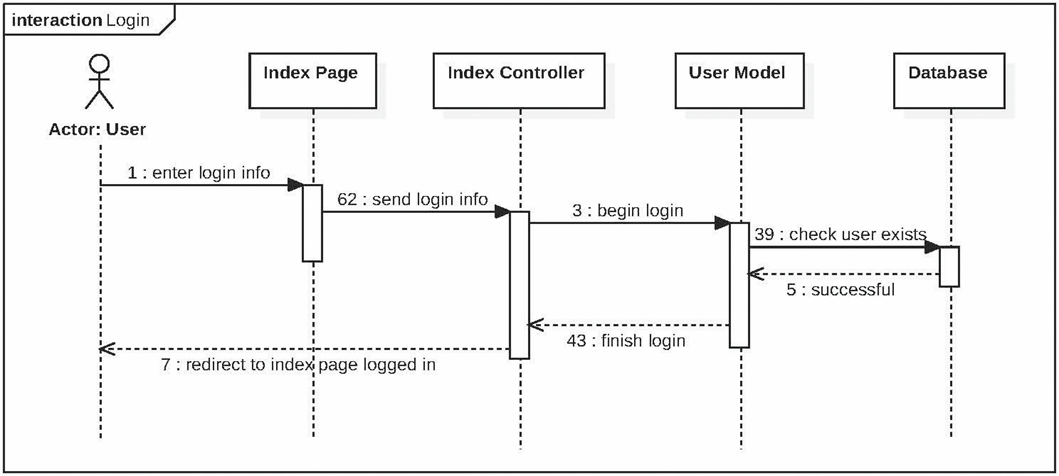 interaction Login
Index Page
Index Controller
User Model
Database
Actor: User
1 : enter login info
62 : send login info
3 : begin login
39 : check user exists
5 : successful
43 : finish login
7 : redirect to index page logged in